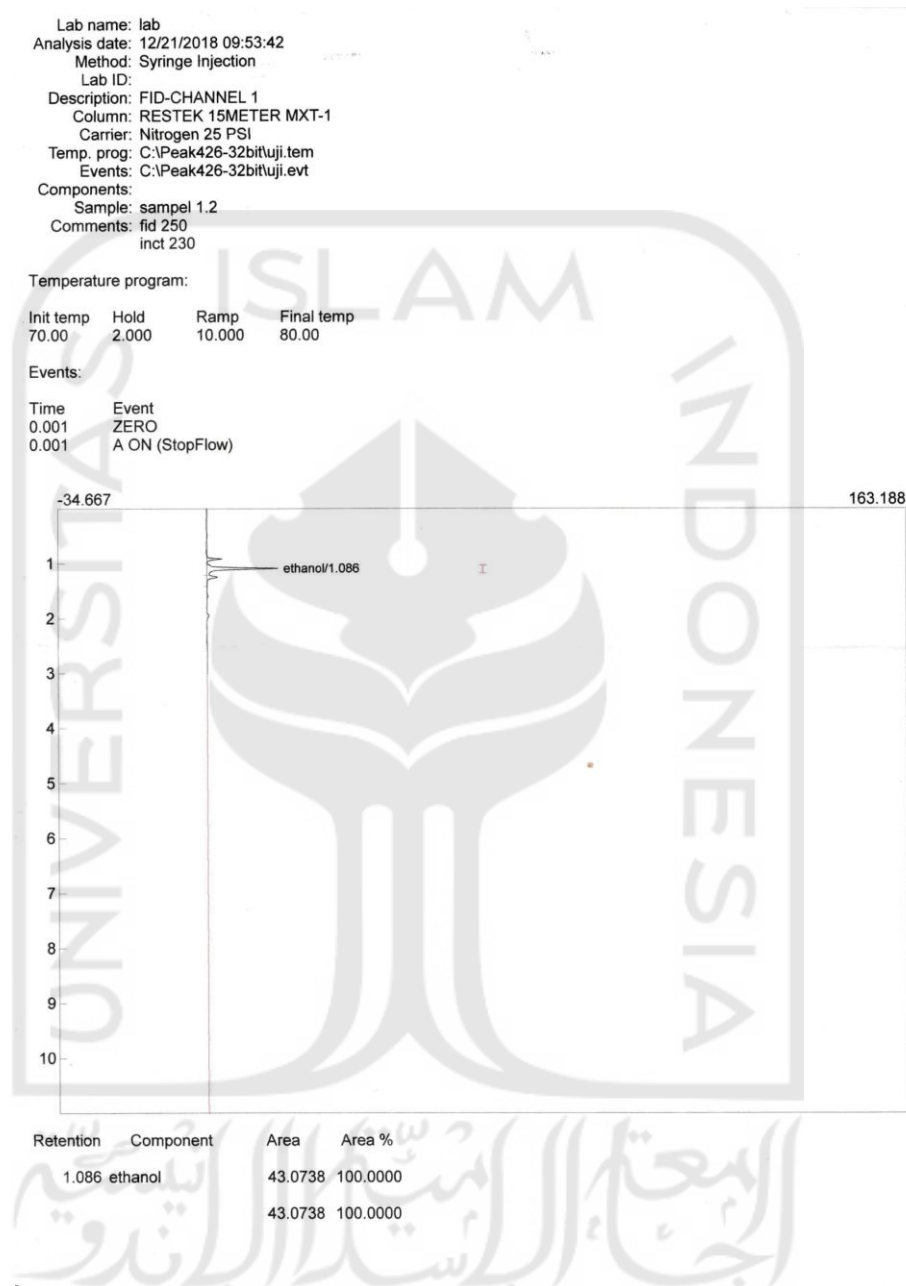 Lab name: lab
Analysis date: 12/21/2018 09:53:42
Method: Syringe Injection
Lab ID:
Description: FID-CHANNEL 1
Column: RESTEK 15METER MXT-1
Carrier: Nitrogen 25 PSI
Temp. prog: C:\Peak426-32bit\uji.tem
Events: C:\Peak426-32bit\uji.evt
Components:
Sample: sampel 1.2
Comments: fid 250
inct 230
Temperature program:
Init temp Hold Ramp Final temp
70.00 2.000 10.000 80.00
Events:
Time Event
0.001 ZERO
0.001 A ON (StopFlow)
-34.667 163.188
1
ethanol/1.086
2
3
4
5
6
7
8
9
10
Retention Component Area Area %
1.086 ethanol 43.0738 100.0000
43.0738 100.0000
UNIVERSITAS
ISLAM
INDONESIA